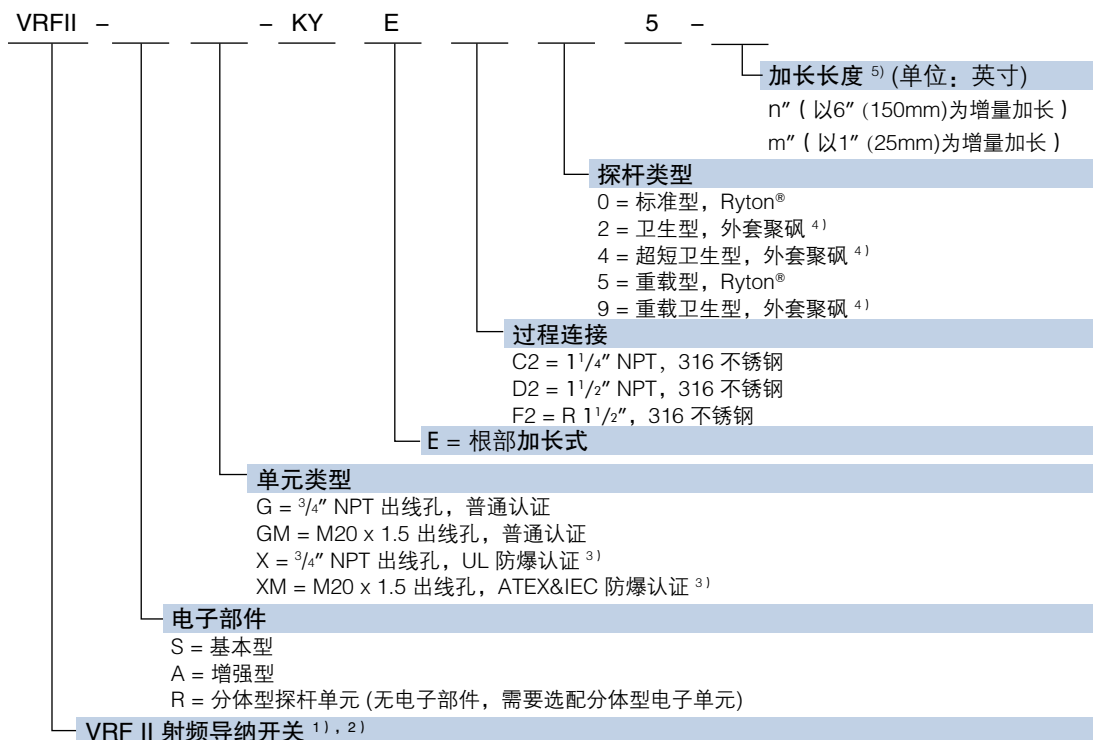 VRFII – – KY E 5 –
加长长度 5) (单位：英寸)
n″ ( 以6″ (150mm)为增量加长 )
m″ ( 以1″ (25mm)为增量加长 )
探杆类型
0 = 标准型，Ryton®
2 = 卫生型，外套聚砜 4)
4 = 超短卫生型，外套聚砜 4)
5 = 重载型，Ryton®
9 = 重载卫生型，外套聚砜 4)
过程连接
C2 = 1 1/4″ NPT，316 不锈钢
D2 = 1 1/2″ NPT，316 不锈钢
F2 = R 1 1/2″，316 不锈钢
E = 根部加长式
单元类型
G = 3/4″ NPT 出线孔，普通认证
GM = M20 x 1.5 出线孔，普通认证
X = 3/4″ NPT 出线孔，UL 防爆认证 3)
XM = M20 x 1.5 出线孔，ATEX&IEC 防爆认证 3)
电子部件
S = 基本型
A = 增强型
R = 分体型探杆单元 (无电子部件，需要选配分体型电子单元)
VRF II 射频导纳开关 1)，2)